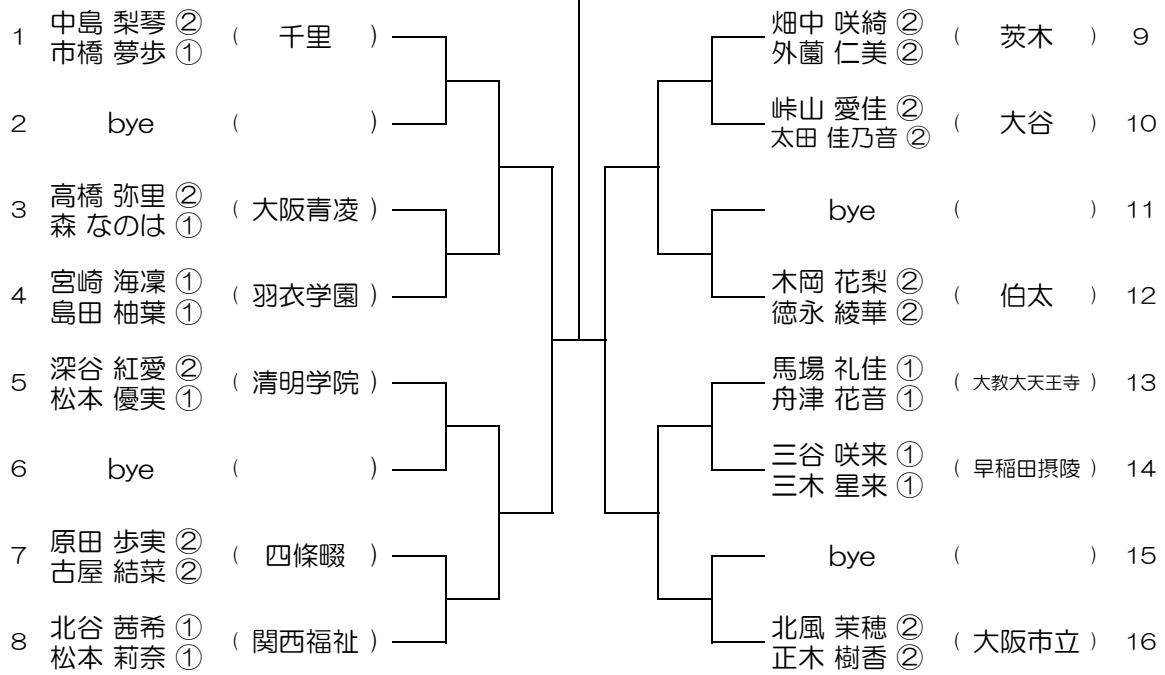 1 中島 梨琴 ② ( 千里 )
市橋 夢歩 ①
2 bye ( )
3 高橋 弥里 ② ( 大阪青凌 )
森 なのは ①
4 宮崎 海凜 ① ( 羽衣学園 )
島田 柚葉 ①
5 深谷 紅愛 ② ( 清明学院 )
松本 優実 ①
6 bye ( )
7 原田 歩実 ② ( 四條畷 )
古屋 結菜 ②
8 北谷 茜希 ① ( 関西福祉 )
松本 莉奈 ①
畑中 咲綺 ② ( 茨木 ) 9
外薗 仁美 ②
峠山 愛佳 ② ( 大谷 ) 10
太田 佳乃音 ②
bye ( ) 11
木岡 花梨 ② ( 伯太 ) 12
徳永 綾華 ②
馬場 礼佳 ① ( 大教大天王寺 ) 13
舟津 花音 ①
三谷 咲来 ① ( 早稲田摂陵 ) 14
三木 星来 ①
bye ( ) 15
北風 茉穂 ② ( 大阪市立 ) 16
正木 樹香 ②